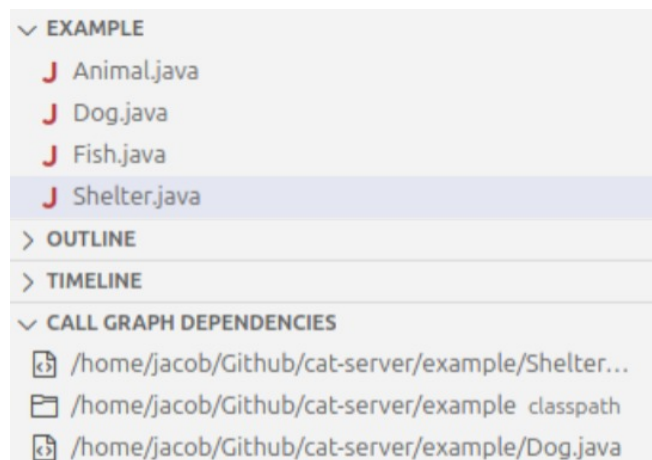 EXAMPLE
J Animal.java
J Dog.java
J Fish.java
J Shelter.java
OUTLINE
TIMELINE
CALL GRAPH DEPENDENCIES
/home/jacob/Github/cat-server/example/Shelter...
/home/jacob/Github/cat-server/example classpath
/home/jacob/Github/cat-server/example/Dog.java